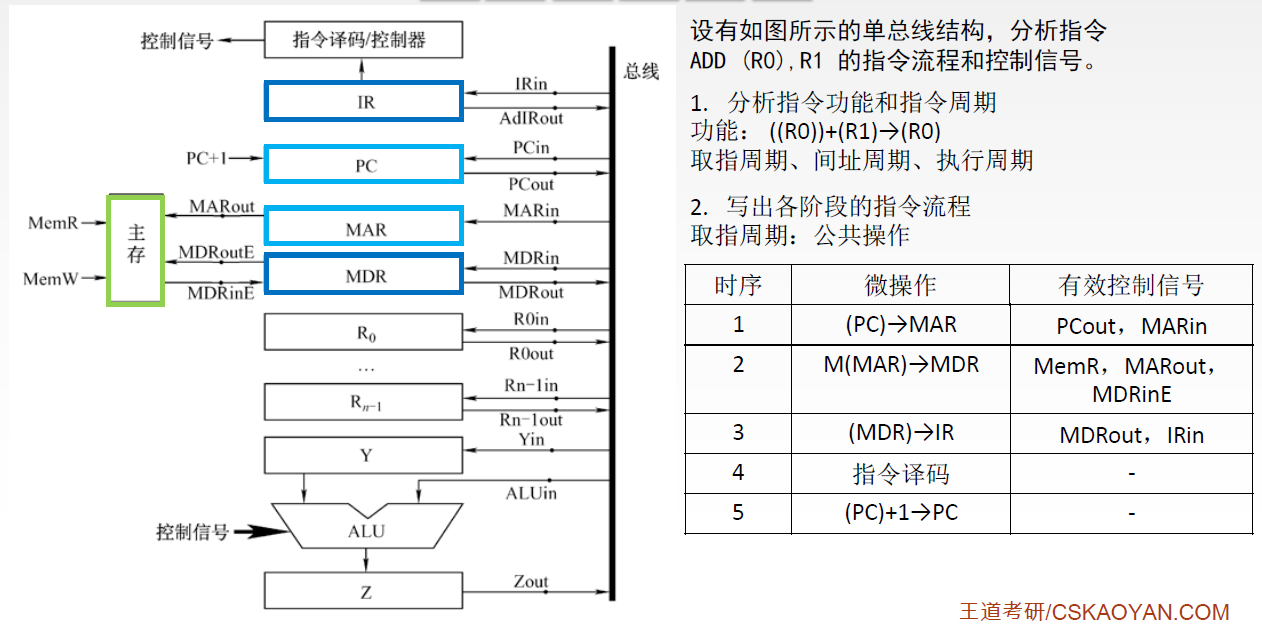 控制信号
指令译码/控制器
总线
IRin
IR
AdIRout
PCin
PC+1
PC
PCout
MARout
MARin
MemR
主存
MAR
MDRoutE
MDRin
MemW
MDR
MDRinE
MDRout
R0in
R0
R0out
…
Rn-1in
Rn-1
Rn-1out
Yin
Y
ALUin
控制信号
ALU
Zout
Z
设有如图所示的单总线结构，分析指令
ADD (R0),R1 的指令流程和控制信号。
1. 分析指令功能和指令周期
功能： ((R0))+(R1)→(R0)
取指周期、间址周期、执行周期
2. 写出各阶段的指令流程
取指周期：公共操作
时序 微操作 有效控制信号
1 (PC)→MAR PCout，MARin
2 M(MAR)→MDR MemR，MARout，
MDRinE
3 (MDR)→IR MDRout，IRin
4 指令译码 -
5 (PC)+1→PC -
王道考研/CSKAOYAN.COM